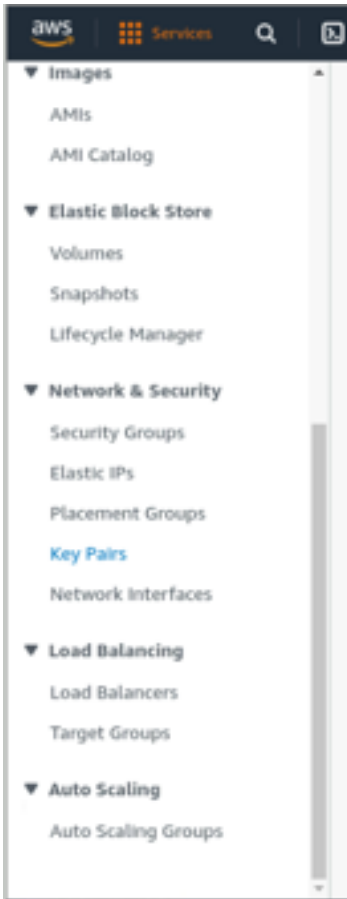 aws
Services
Images
AMIs
AMI Catalog
Elastic Block Store
Volumes
Snapshots
Lifecycle Manager
Network & Security
Security Groups
Elastic IPs
Placement Groups
Key Pairs
Network Interfaces
Load Balancing
Load Balancers
Target Groups
Auto Scaling
Auto Scaling Groups